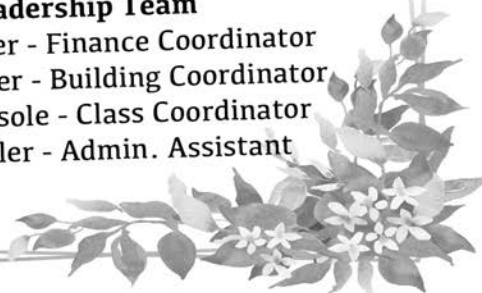 adership Team
er - Finance Coordinator
er - Building Coordinator
sole - Class Coordinator
ler - Admin. Assistant